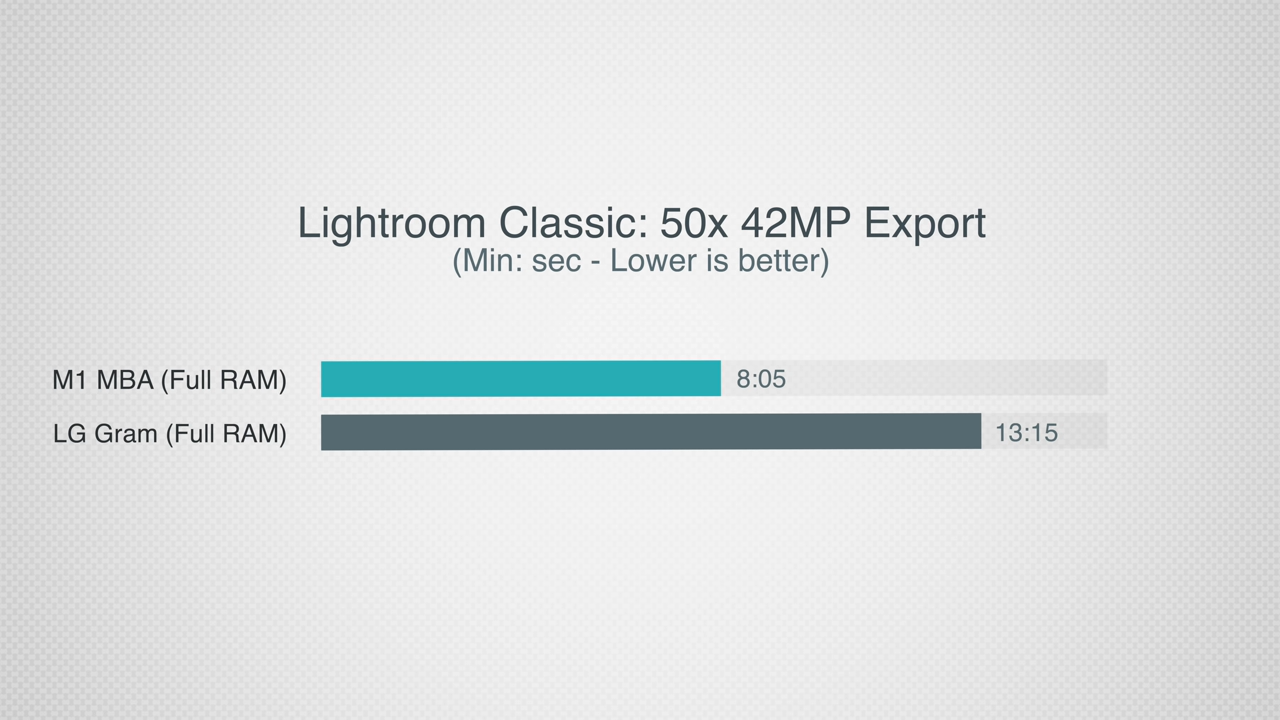 Lightroom Classic: 50x 42MP Export
(Min: sec - Lower is better)
M1 MBA (Full RAM) 8:05
LG Gram (Full RAM) 13:15